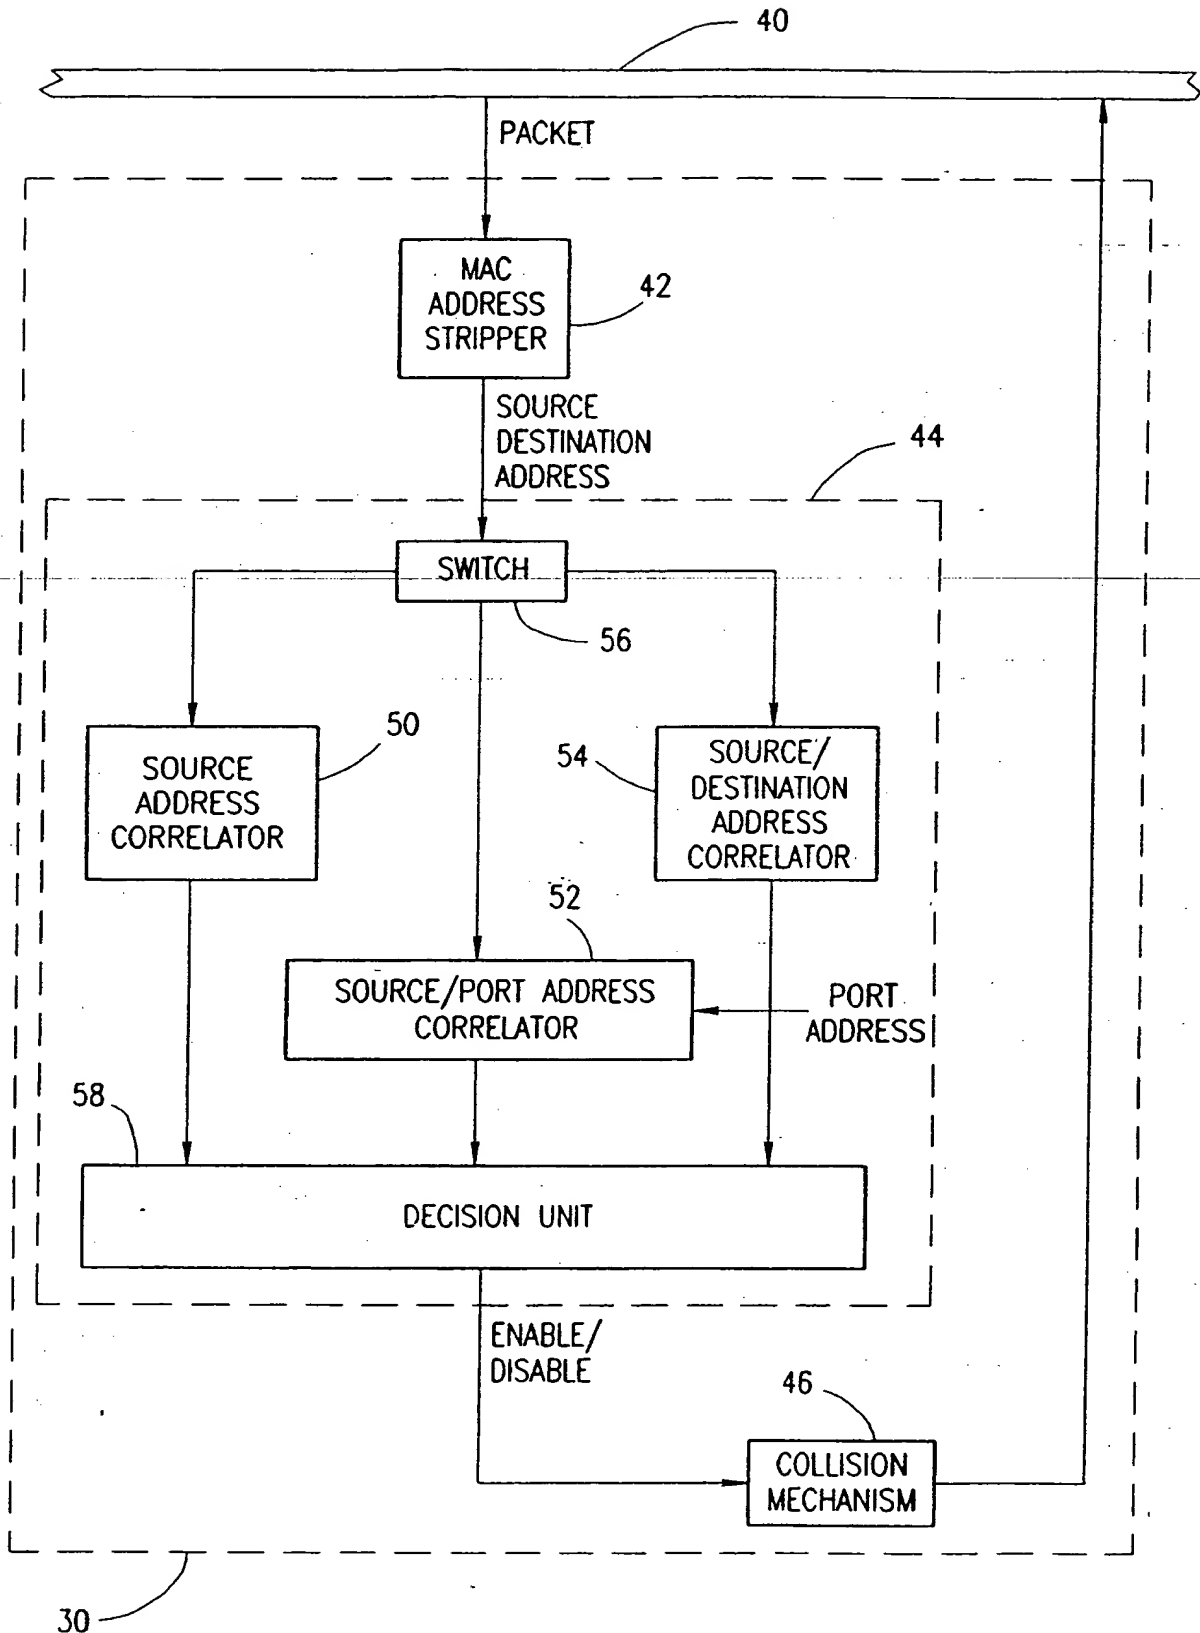 40
PACKET
MAC
ADDRESS
STRIPPER
42
SOURCE
DESTINATION
ADDRESS
44
SWITCH
56
50
SOURCE
ADDRESS
CORRELATOR
54
SOURCE/
DESTINATION
ADDRESS
CORRELATOR
52
SOURCE/PORT ADDRESS
CORRELATOR
PORT
ADDRESS
58
DECISION UNIT
ENABLE/
DISABLE
46
COLLISION
MECHANISM
30